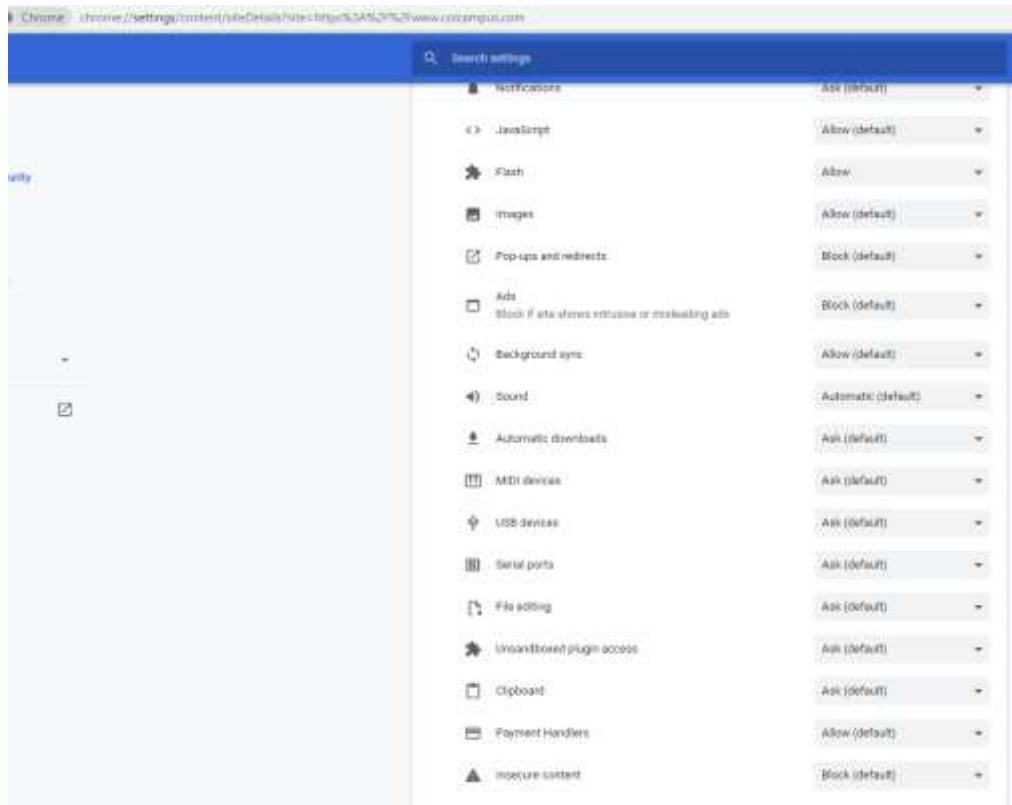 Chrome chrome://settings/content/siteDetails?site=https%3A%2F%2Fwww.colcampus.com
Search settings
Notifications Ask (default)
JavaScript Allow (default)
urity
Flash Allow
Images Allow (default)
Pop-ups and redirects Block (default)
Ads
Block if site shows intrusive or misleading ads Block (default)
Background sync Allow (default)
Sound Automatic (default)
Automatic downloads Ask (default)
MIDI devices Ask (default)
USB devices Ask (default)
Serial ports Ask (default)
File editing Ask (default)
Unsandboxed plugin access Ask (default)
Clipboard Ask (default)
Payment Handlers Allow (default)
Insecure content Block (default)